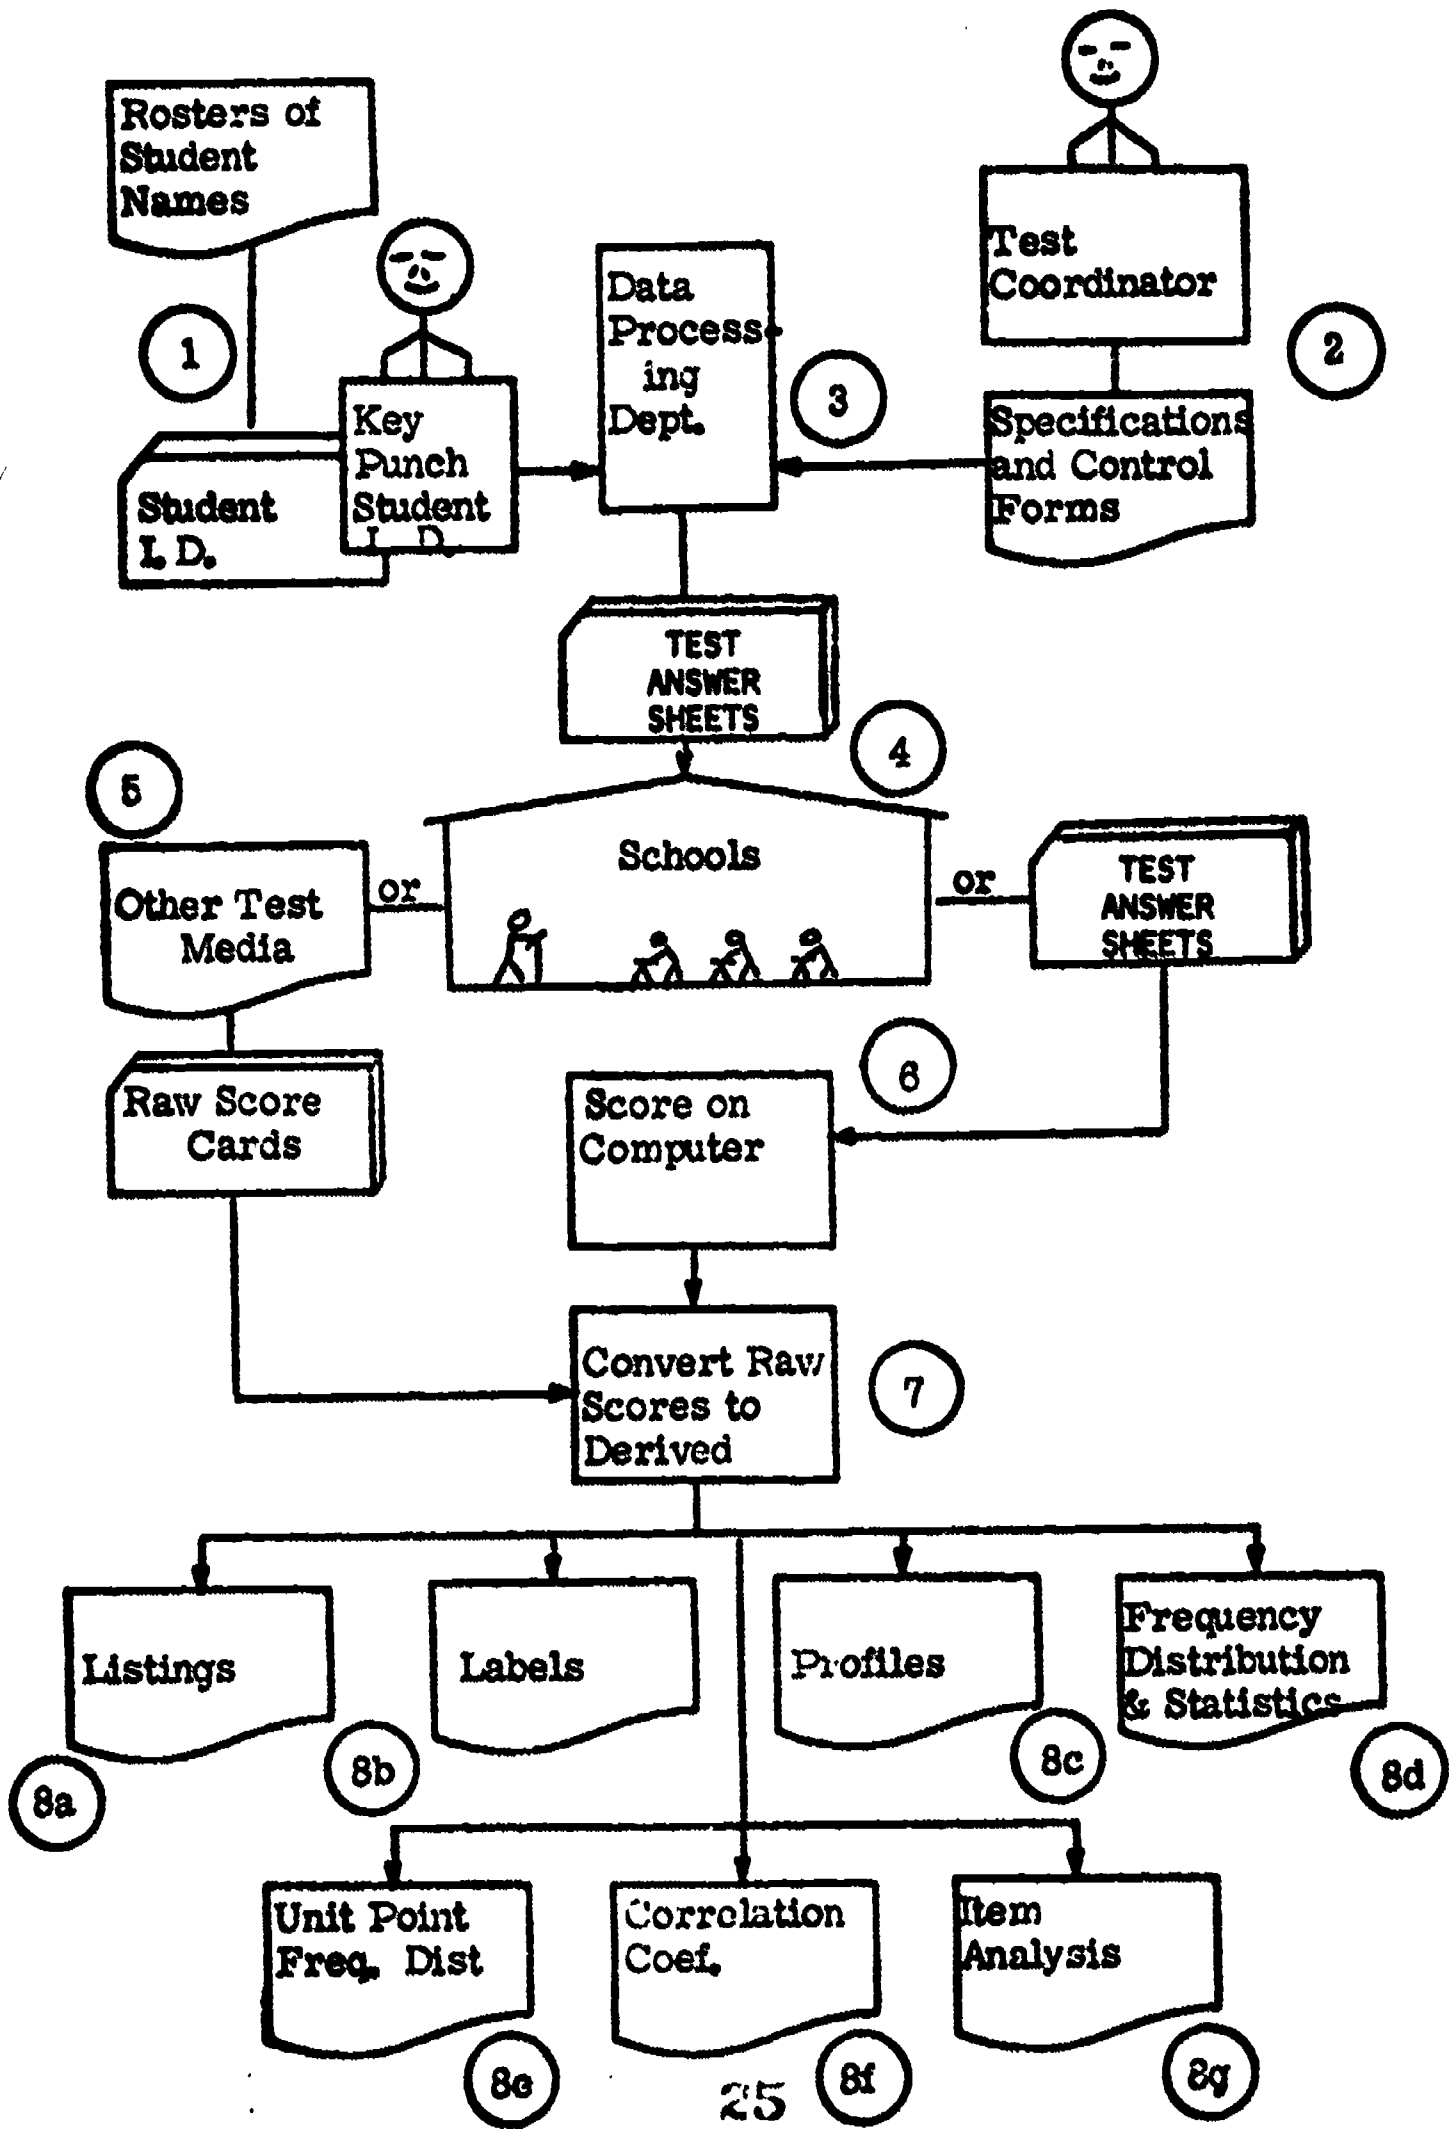 Rosters of
Student
Names
1
Student
I. D.
Key
Punch
Student
I. D.
Data
Process-
ing
Dept.
3
Test
Coordinator
2
Specifications
and Control
Forms
TEST
ANSWER
SHEETS
4
5
Other Test
Media
or
Schools
or
TEST
ANSWER
SHEETS
Raw Score
Cards
6
Score on
Computer
Convert Raw
Scores to
Derived
7
Listings
8a
Labels
8b
Profiles
8c
Frequency
Distribution
& Statistics
8d
Unit Point
Freq. Dist
8e
Correlation
Coef.
8f
Item
Analysis
8g
25